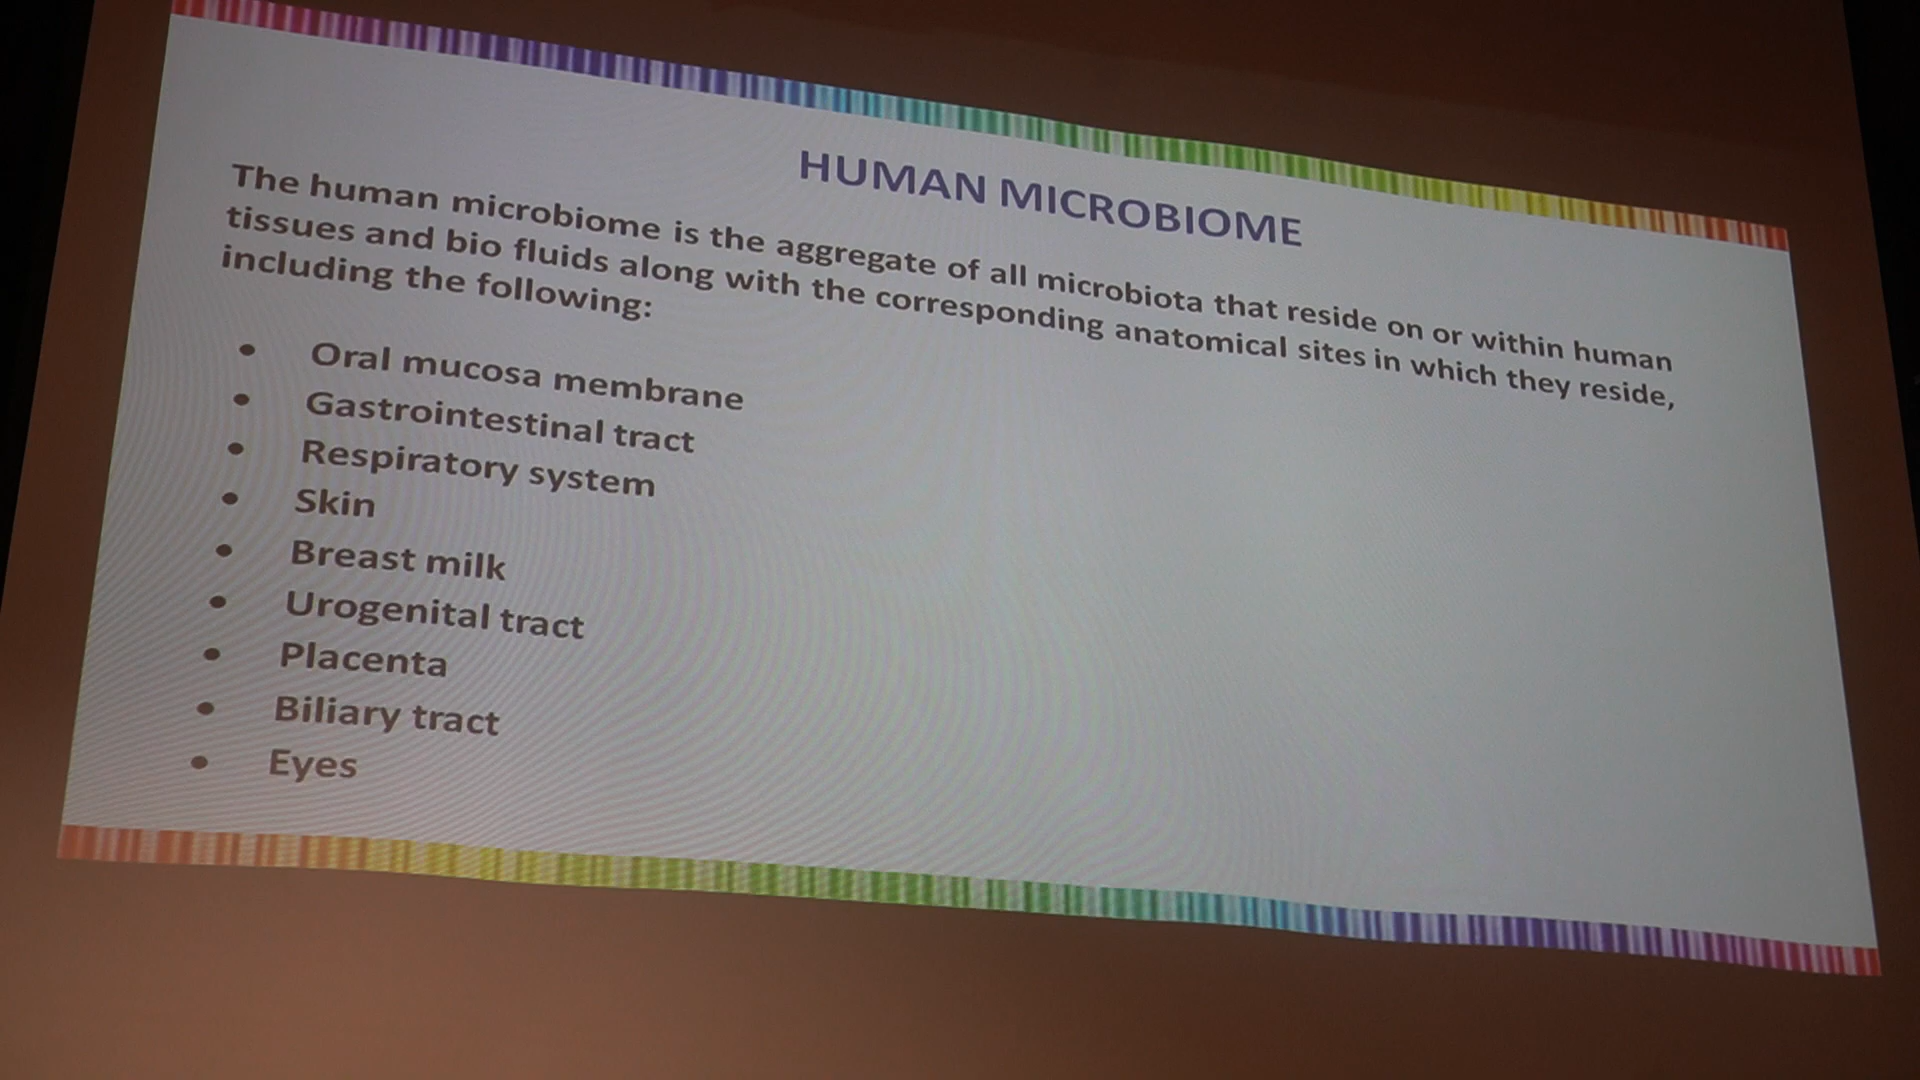 HUMAN MICROBIOME
The human microbiome is the aggregate of all microbiota that reside on or within human
tissues and bio fluids along with the corresponding anatomical sites in which they reside,
including the following:
• Oral mucosa membrane
• Gastrointestinal tract
• Respiratory system
• Skin
• Breast milk
• Urogenital tract
• Placenta
• Biliary tract
• Eyes